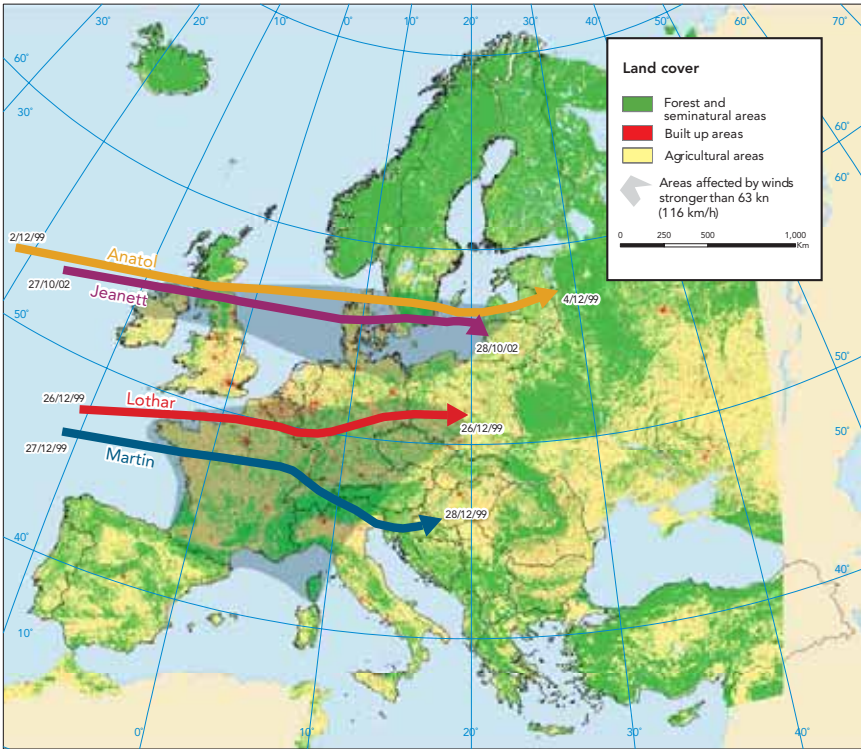 30˚
20˚
10˚
0˚
10˚
20˚
30˚
40˚
50˚
60˚
70˚
60˚
30˚
50˚
40˚
10˚
60˚
60˚
50˚
50˚
40˚
0˚
10˚
20˚
30˚
40˚
Land cover
Forest and
seminatural areas
Built up areas
Agricultural areas
Areas affected by winds
stronger than 63 kn
(116 km/h)
0 250 500 1,000
Km
2/12/99
Anatol
4/12/99
27/10/02
Jeanett
28/10/02
26/12/99
Lothar
26/12/99
27/12/99
Martin
28/12/99